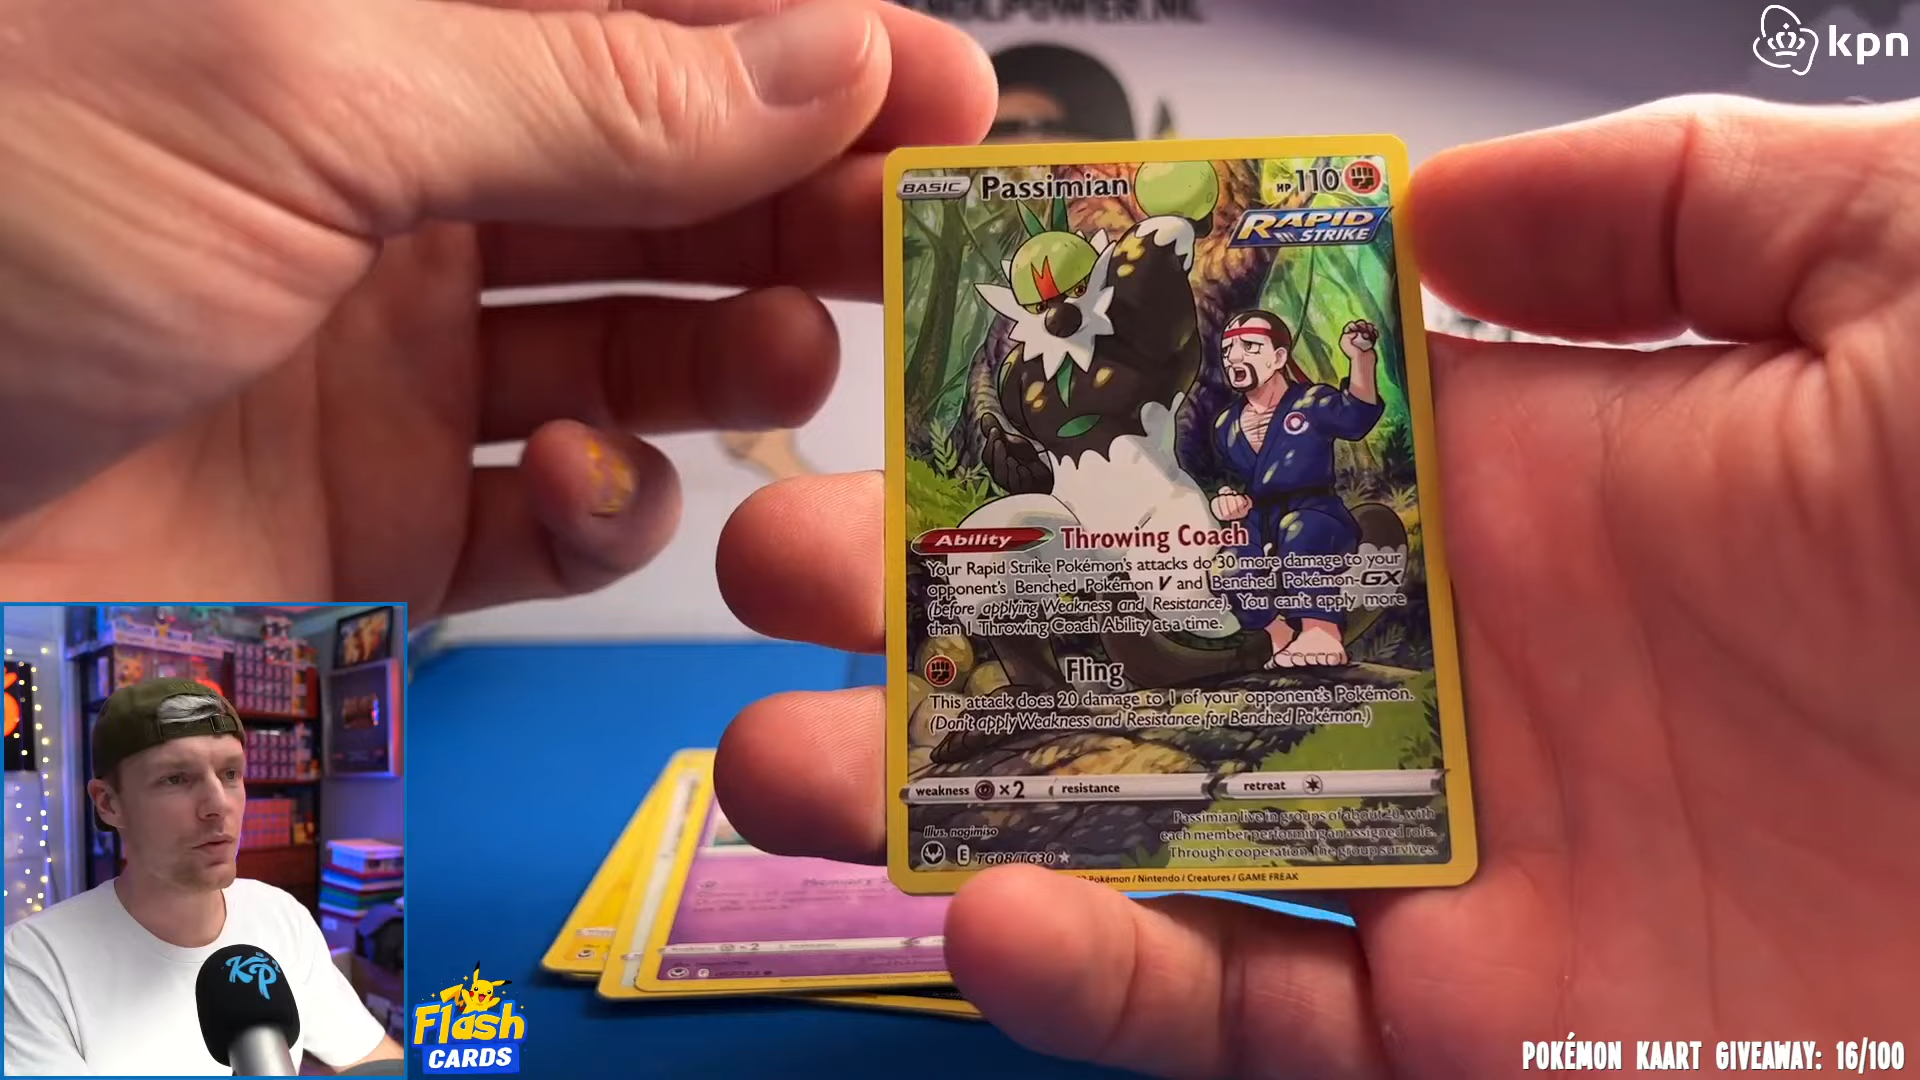 kpn
BASIC Passimian HP 110
RAPID
STRIKE
Ability Throwing Coach
Your Rapid Strike Pokémon's attacks do 30 more damage to your
opponent's Benched Pokémon V and Benched Pokémon-GX
(before applying Weakness and Resistance). You can't apply more
than 1 Throwing Coach Ability at a time.
Fling
This attack does 20 damage to 1 of your opponent's Pokémon.
(Don't apply Weakness and Resistance for Benched Pokémon.)
weakness ×2 resistance retreat
Passimian live in groups of about 20, with
each member performing an assigned role.
Through cooperation, the group survives.
Illus. nagimiso
E TG08/TG30 ★
Pokémon / Nintendo / Creatures / GAME FREAK
KP
Flash
CARDS
POKÉMON KAART GIVEAWAY: 16/100